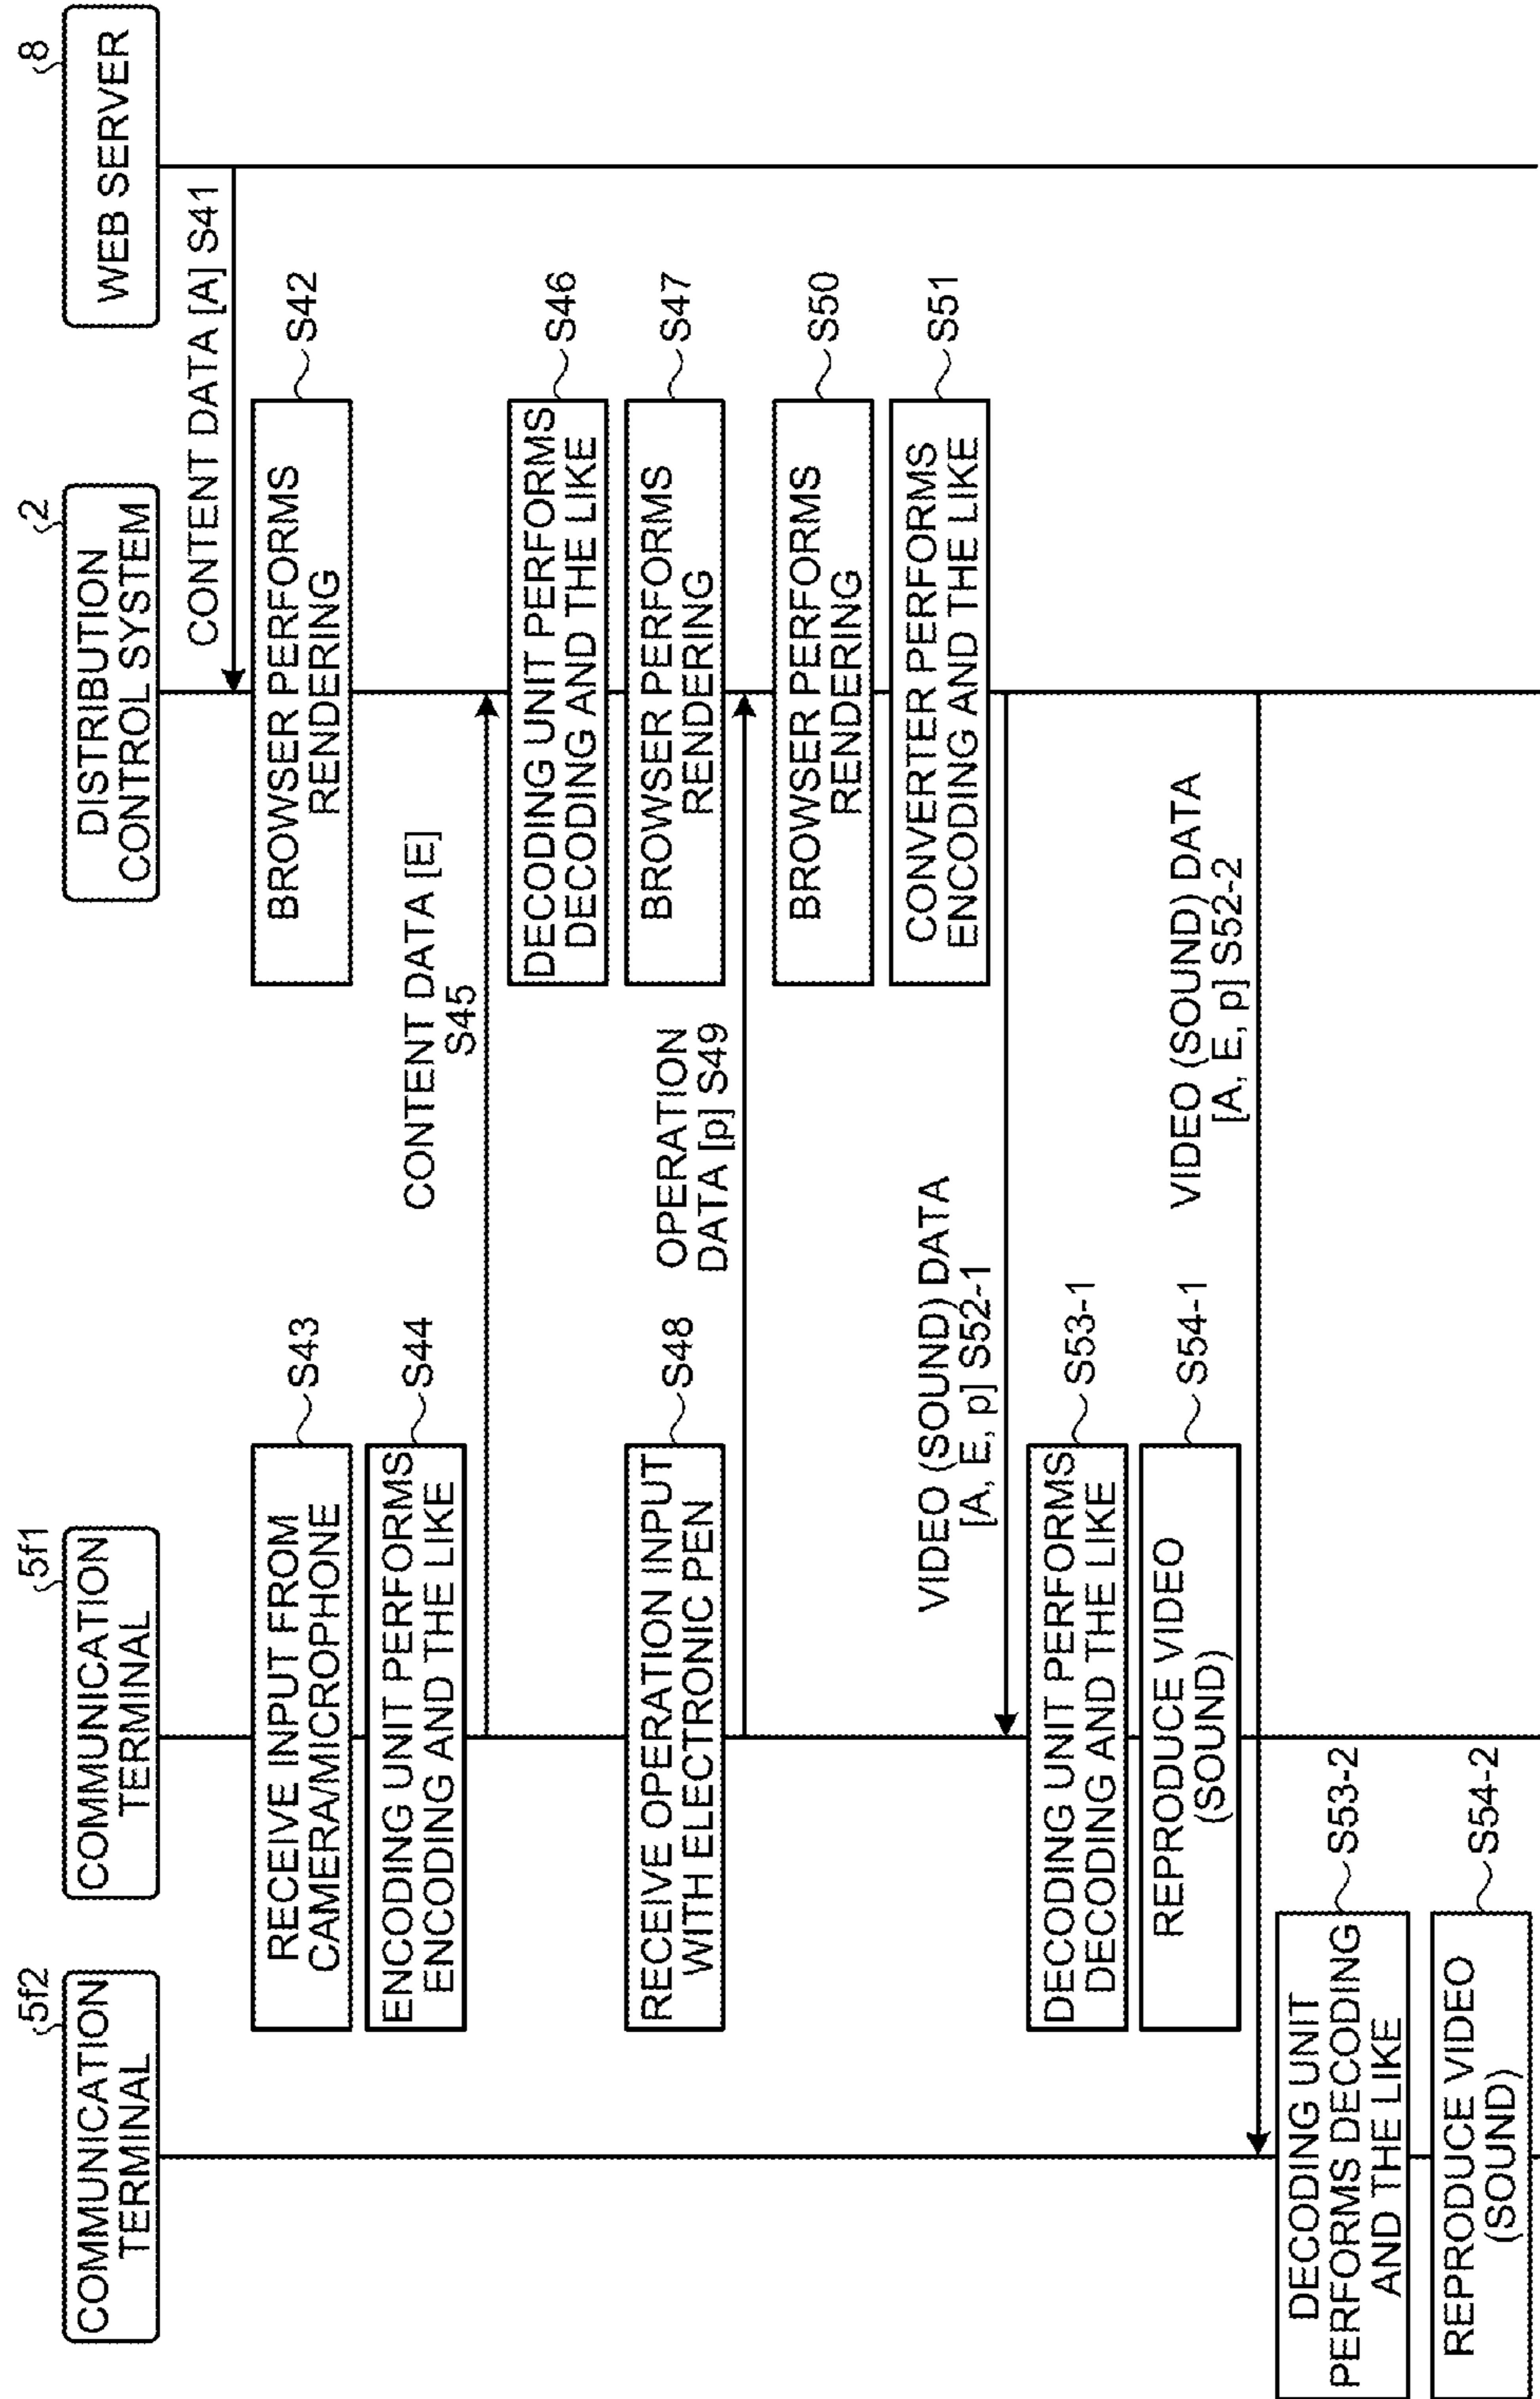 5f2
COMMUNICATION
TERMINAL
5f1
COMMUNICATION
TERMINAL
2
DISTRIBUTION
CONTROL SYSTEM
8
WEB SERVER
CONTENT DATA [A] S41
BROWSER PERFORMS
RENDERING
S42
RECEIVE INPUT FROM
CAMERA/MICROPHONE
S43
ENCODING UNIT PERFORMS
ENCODING AND THE LIKE
S44
CONTENT DATA [E]
S45
DECODING UNIT PERFORMS
DECODING AND THE LIKE
S46
BROWSER PERFORMS
RENDERING
S47
RECEIVE OPERATION INPUT
WITH ELECTRONIC PEN
S48
OPERATION
DATA [p] S49
BROWSER PERFORMS
RENDERING
S50
CONVERTER PERFORMS
ENCODING AND THE LIKE
S51
VIDEO (SOUND) DATA
[A, E, p] S52-1
DECODING UNIT PERFORMS
DECODING AND THE LIKE
S53-1
REPRODUCE VIDEO
(SOUND)
S54-1
VIDEO (SOUND) DATA
[A, E, p] S52-2
DECODING UNIT
PERFORMS DECODING
AND THE LIKE
S53-2
REPRODUCE VIDEO
(SOUND)
S54-2